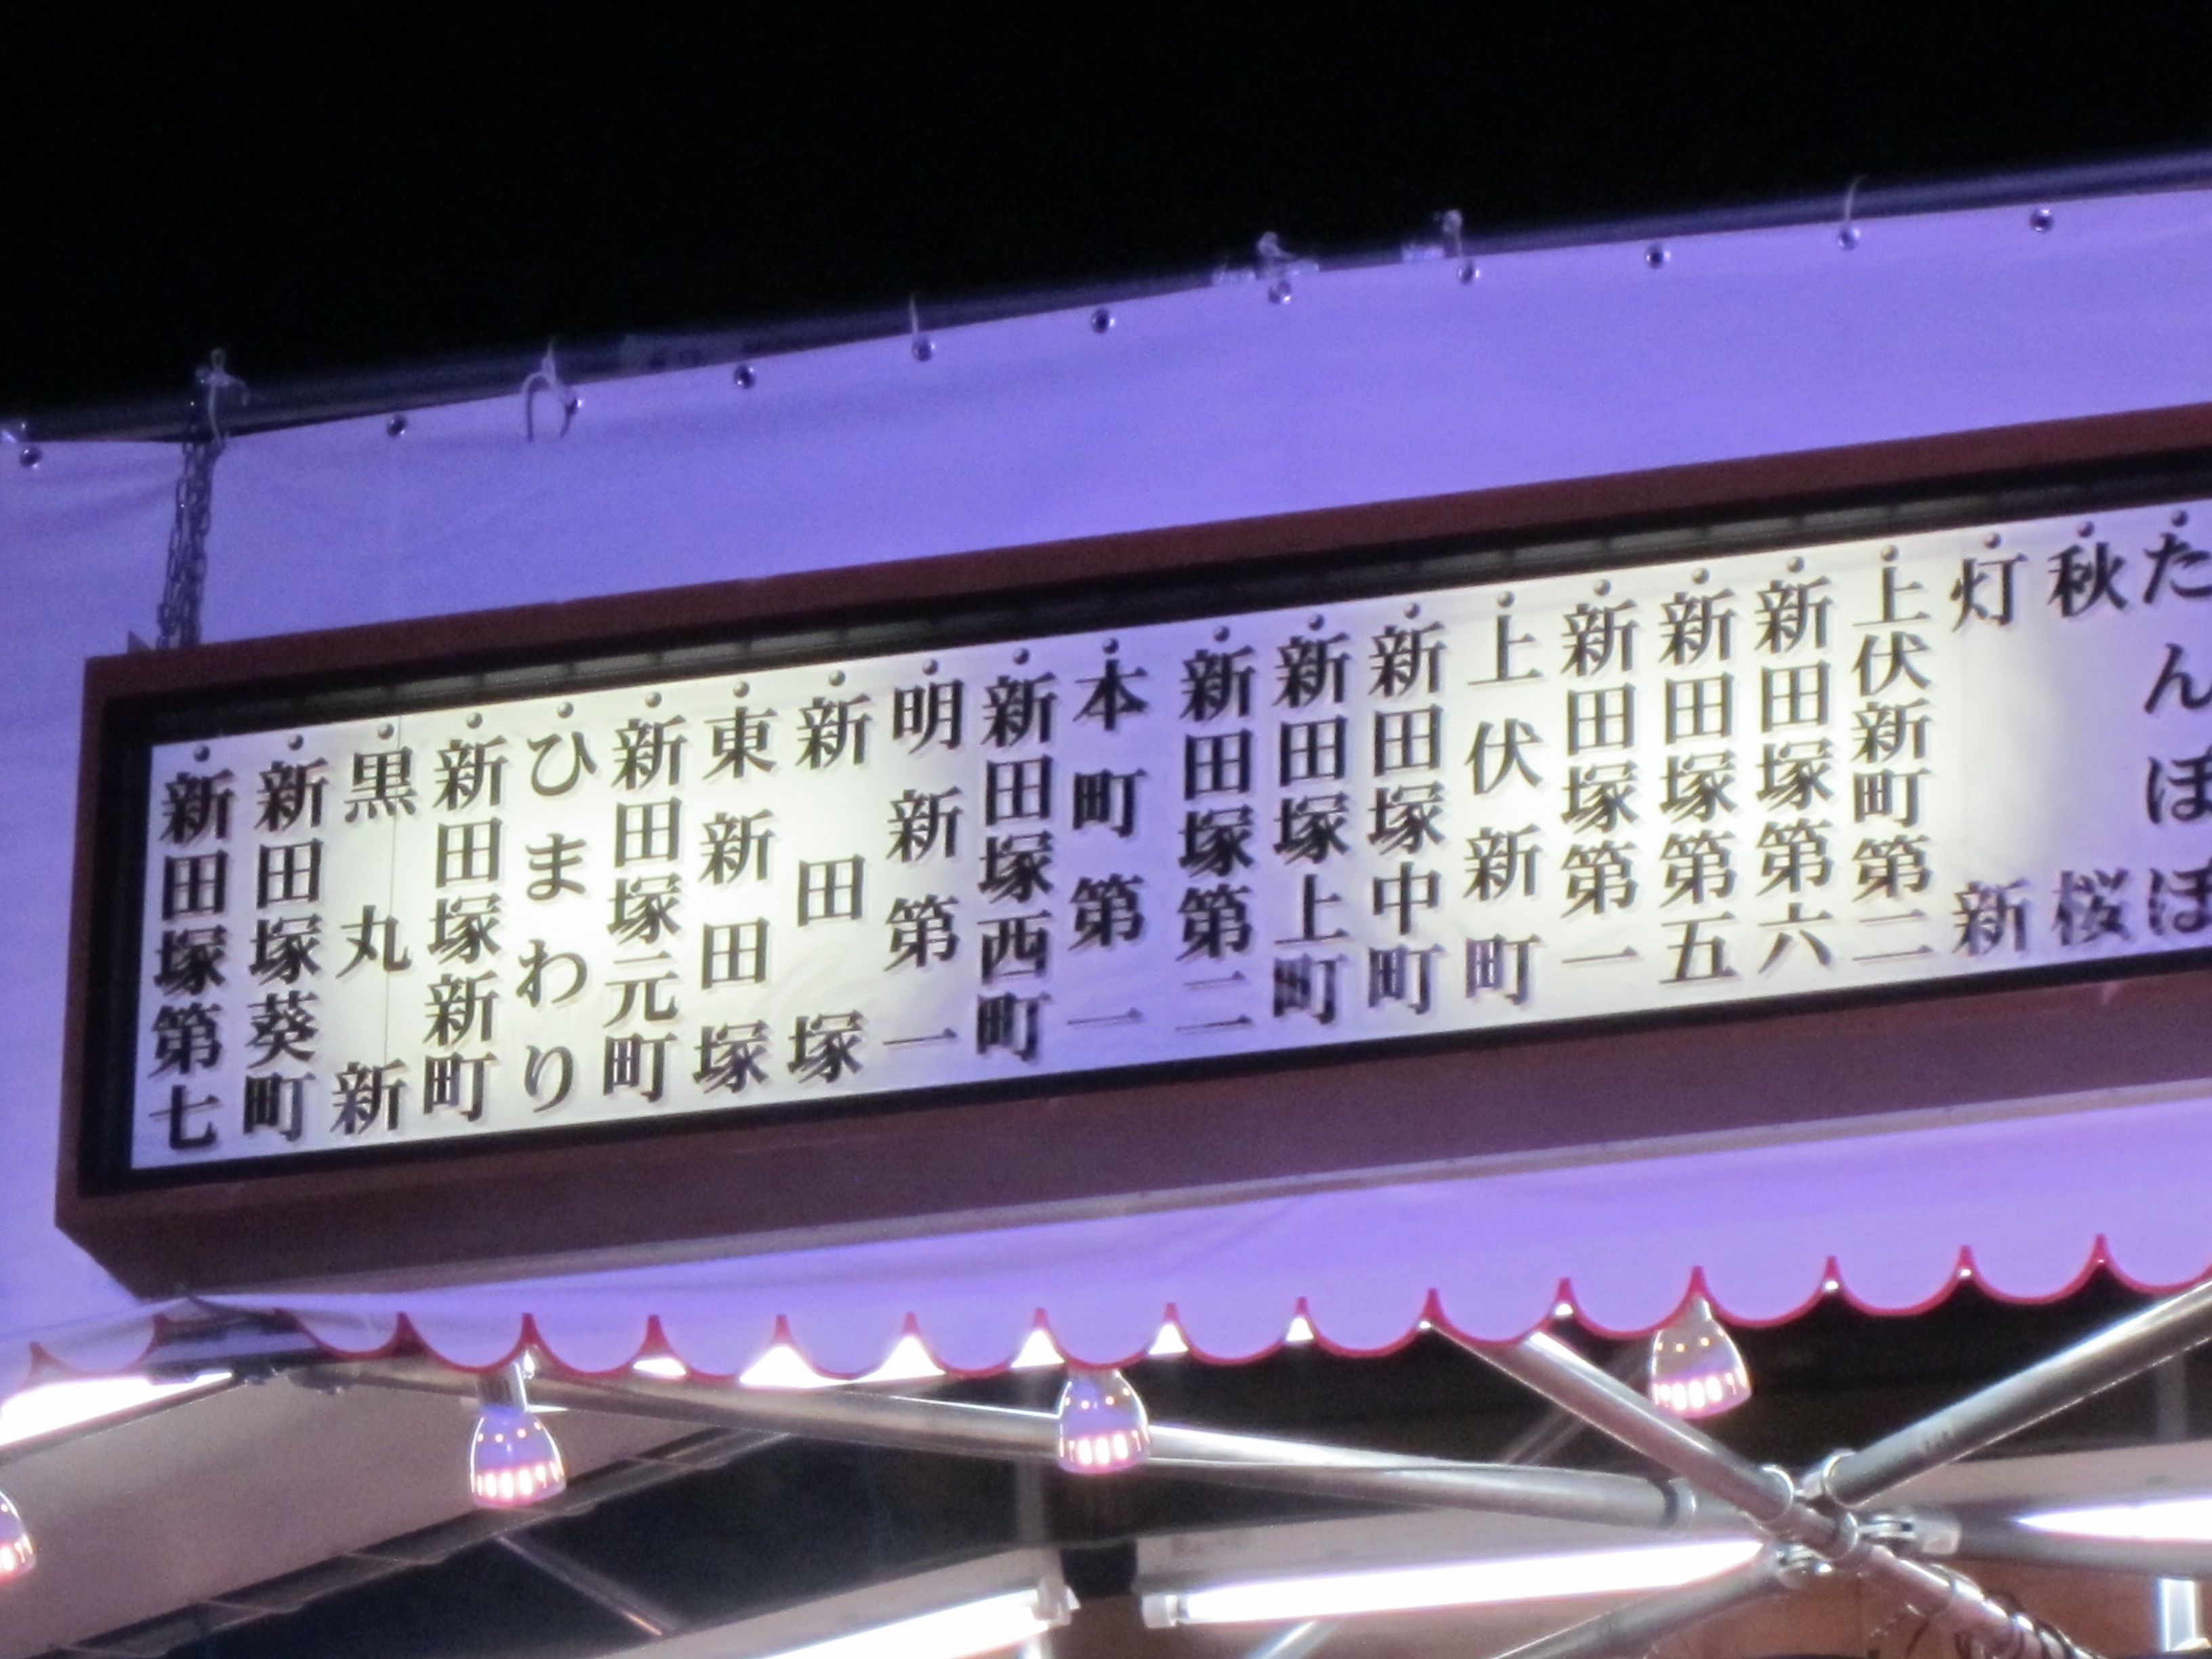 たんぽぽ
秋桜
灯新
上伏新町第二
新田塚第六
新田塚第五
新田塚第一
上伏新町
新田塚中町
新田塚上町
新田塚第二
本町第一
新田塚西町
明新第一
新田塚
東新田塚
新田塚元町
ひまわり
新田塚新町
黒丸新
新田塚葵町
新田塚第七